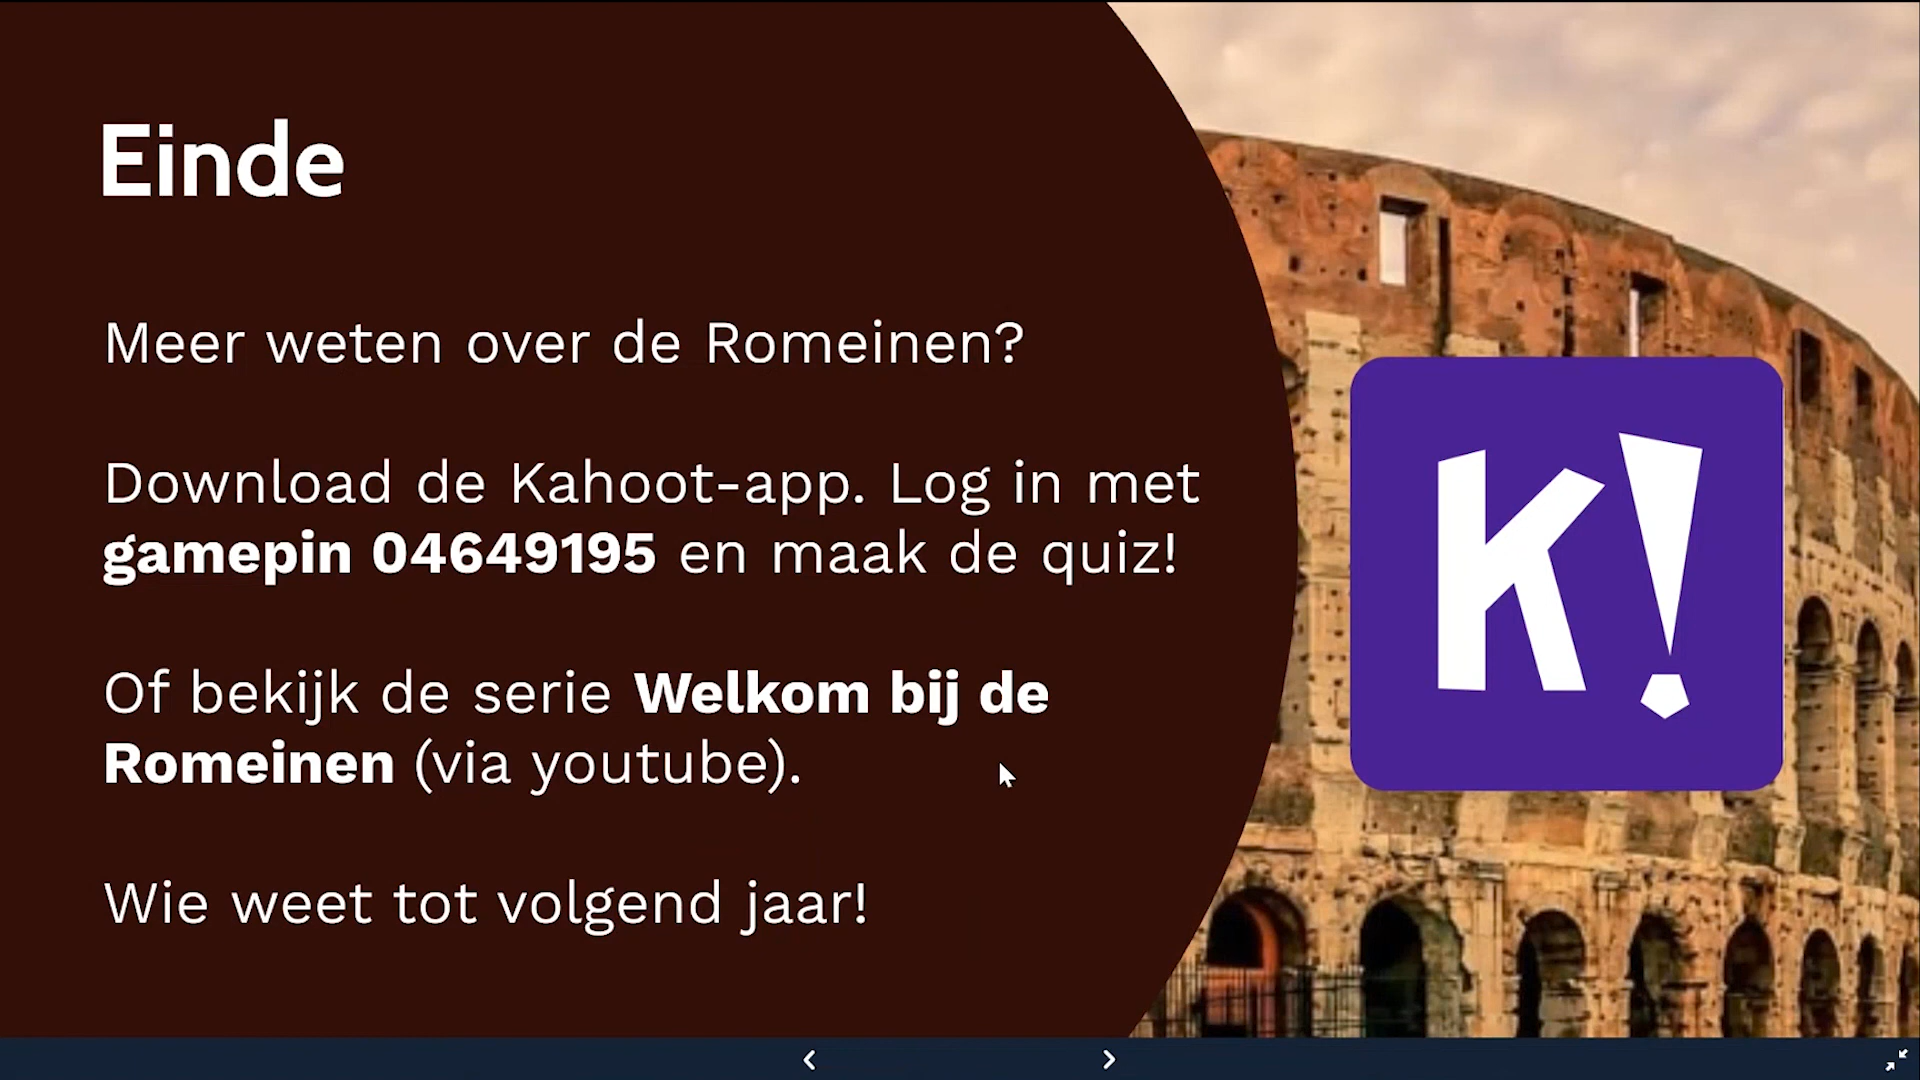 Einde
Meer weten over de Romeinen?
Download de Kahoot-app. Log in met
gamepin 04649195 en maak de quiz!
Of bekijk de serie Welkom bij de
Romeinen (via youtube).
Wie weet tot volgend jaar!
K!